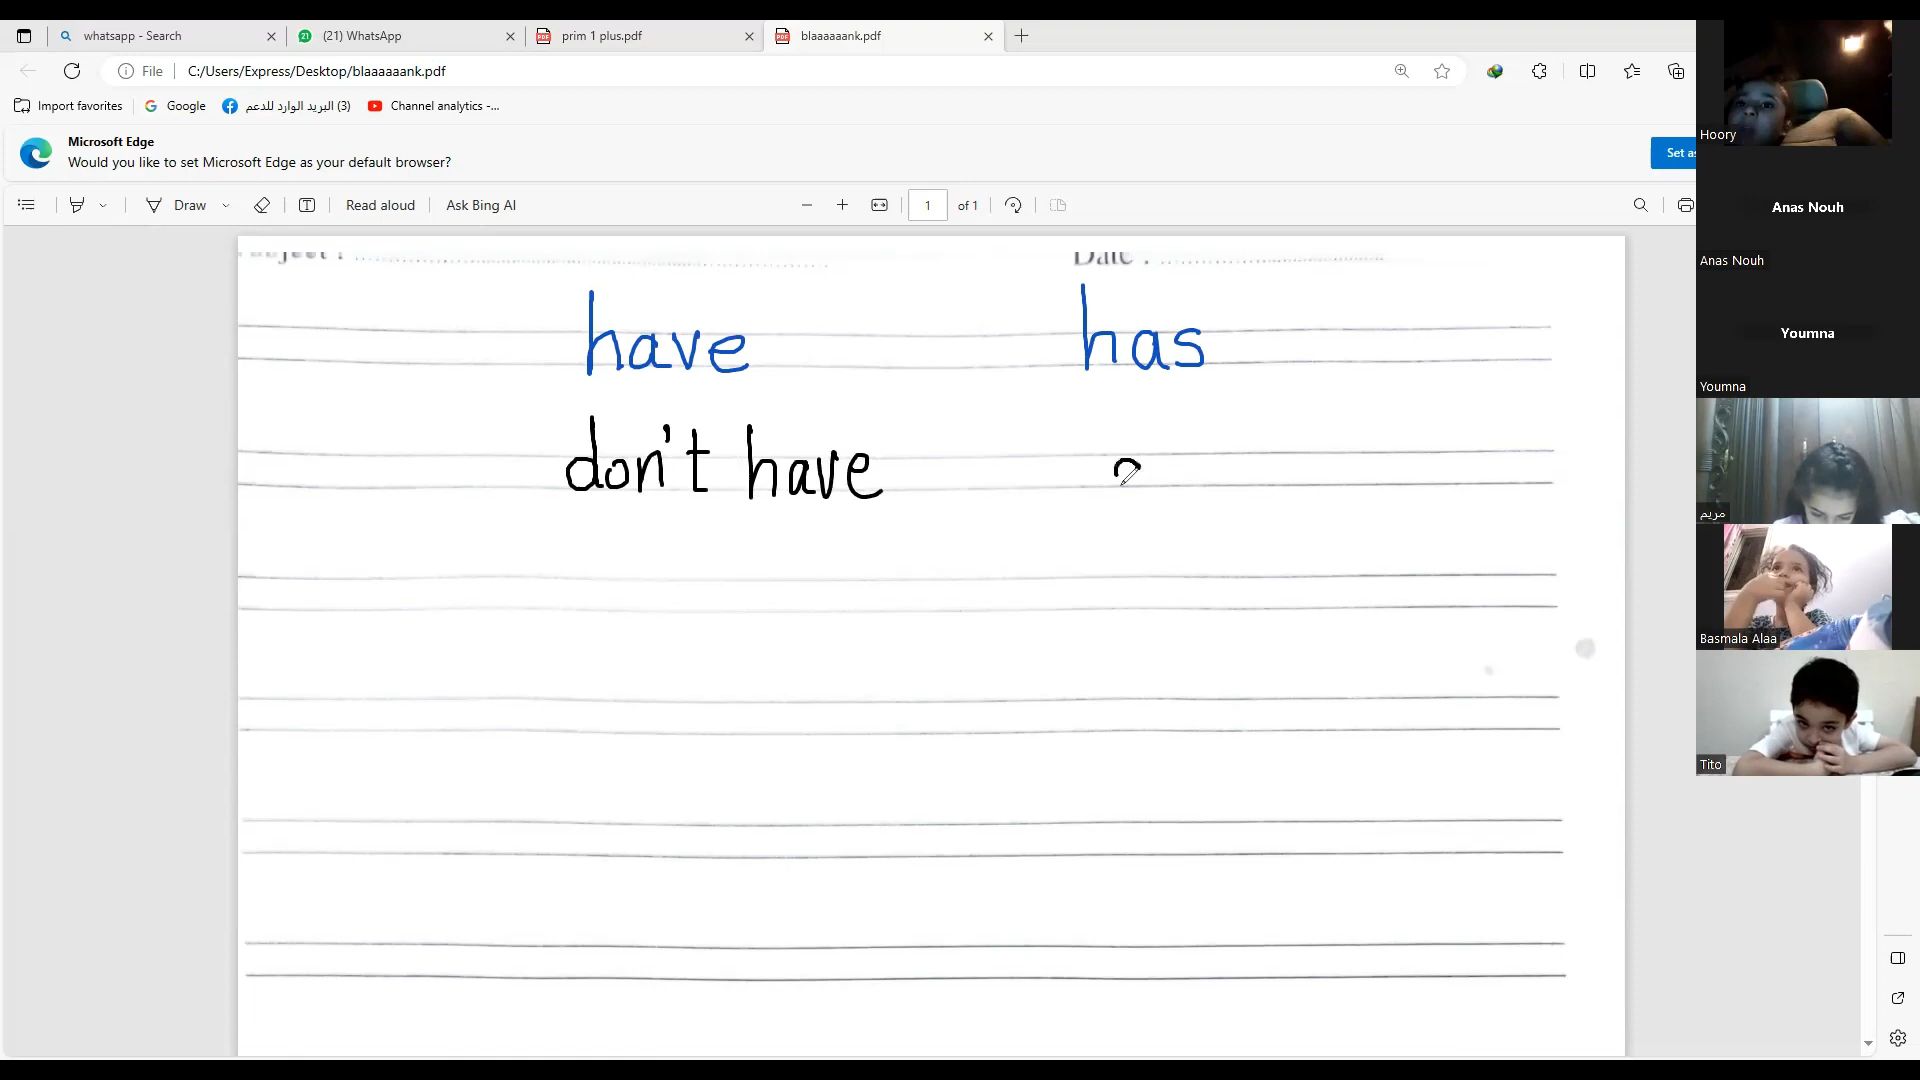 whatsapp - Search
(21) WhatsApp
prim 1 plus.pdf
blaaaaaank.pdf
File
C:/Users/Express/Desktop/blaaaaaank.pdf
Import favorites
Google
(3) البريد الوارد للدعم
Channel analytics -...
Microsoft Edge
Would you like to set Microsoft Edge as your default browser?
Set as
Draw
Read aloud
Ask Bing AI
1 of 1
Date :
have has
don't have
Hoory
Anas Nouh
Anas Nouh
Youmna
Youmna
مريم
Basmala Alaa
Tito